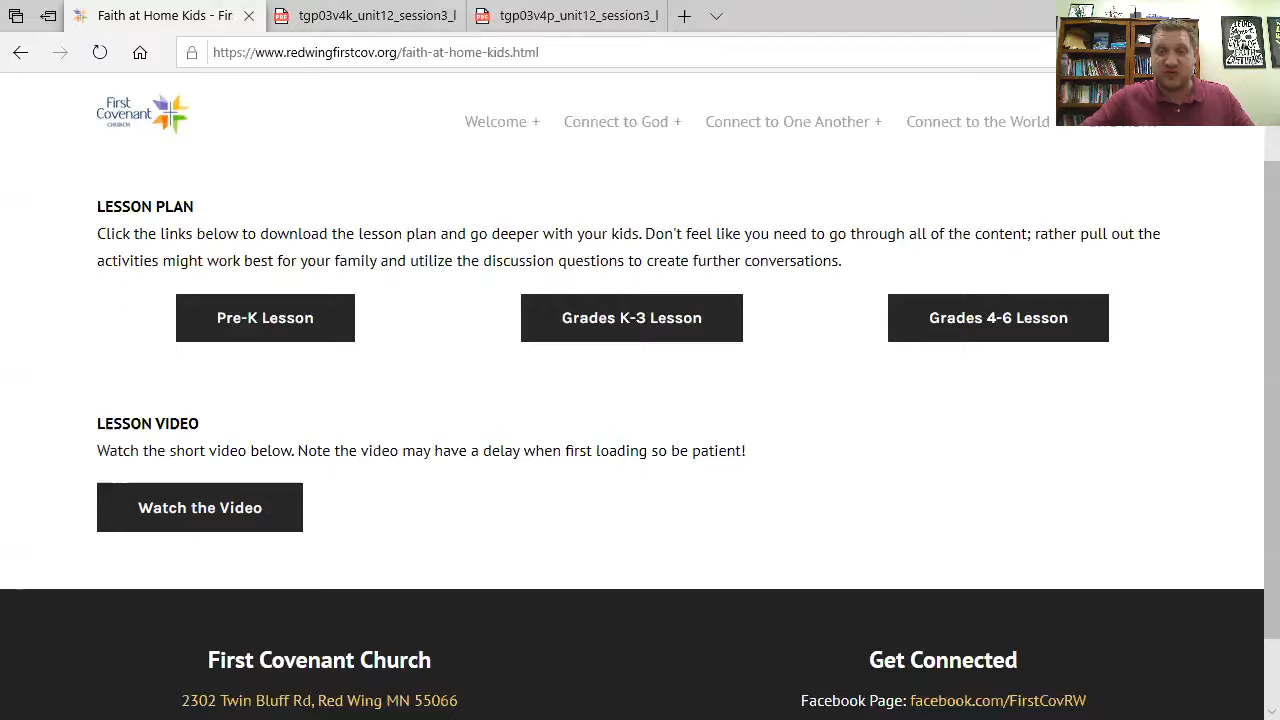 Faith at Home Kids - Fir
tgp03v4k_unit12_session3_l
tgp03v4p_unit12_session3_l
https://www.redwingfirstcov.org/faith-at-home-kids.html
First
Covenant
CHURCH
Welcome +
Connect to God +
Connect to One Another +
Connect to the World
LESSON PLAN
Click the links below to download the lesson plan and go deeper with your kids. Don't feel like you need to go through all of the content; rather pull out the
activities might work best for your family and utilize the discussion questions to create further conversations.
Pre-K Lesson
Grades K-3 Lesson
Grades 4-6 Lesson
LESSON VIDEO
Watch the short video below. Note the video may have a delay when first loading so be patient!
Watch the Video
First Covenant Church
2302 Twin Bluff Rd, Red Wing MN 55066
Get Connected
Facebook Page: facebook.com/FirstCovRW